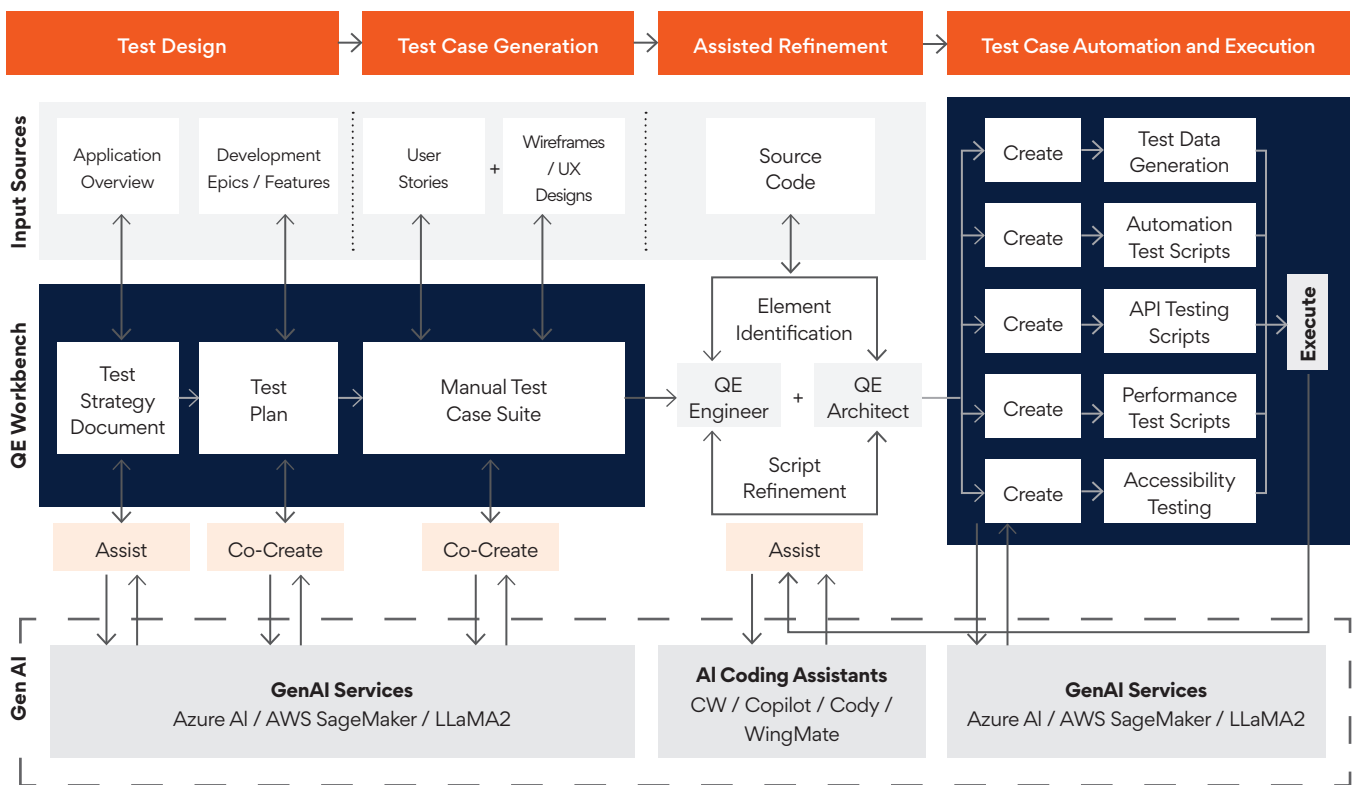 Test Design
Test Case Generation
Assisted Refinement
Test Case Automation and Execution
Input Sources
Application
Overview
Development
Epics / Features
User
Stories
+
Wireframes
/ UX
Designs
Source
Code
QE Workbench
Test
Strategy
Document
Test
Plan
Manual Test
Case Suite
Element
Identification
QE
Engineer
+
QE
Architect
Script
Refinement
Create
Test Data
Generation
Create
Automation
Test Scripts
Create
API Testing
Scripts
Create
Performance
Test Scripts
Create
Accessibility
Testing
Execute
Assist
Co-Create
Co-Create
Assist
Gen AI
GenAI Services
Azure AI / AWS SageMaker / LLaMA2
AI Coding Assistants
CW / Copilot / Cody /
WingMate
GenAI Services
Azure AI / AWS SageMaker / LLaMA2